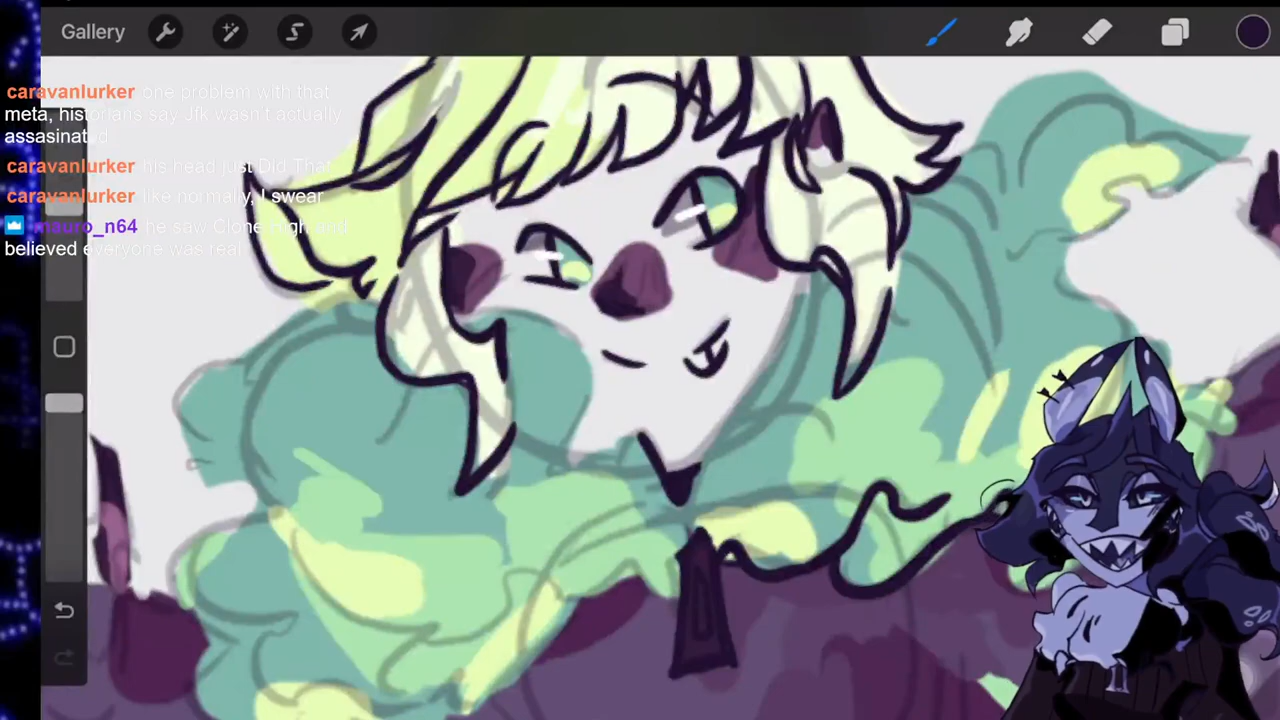 Gallery
caravanlurker one problem with that
meta, historians say Jfk wasn't actually
assasinated
caravanlurker his head just Did That
caravanlurker like normally, I swear
mauro_n64 he saw Clone High and
believed everyone was real